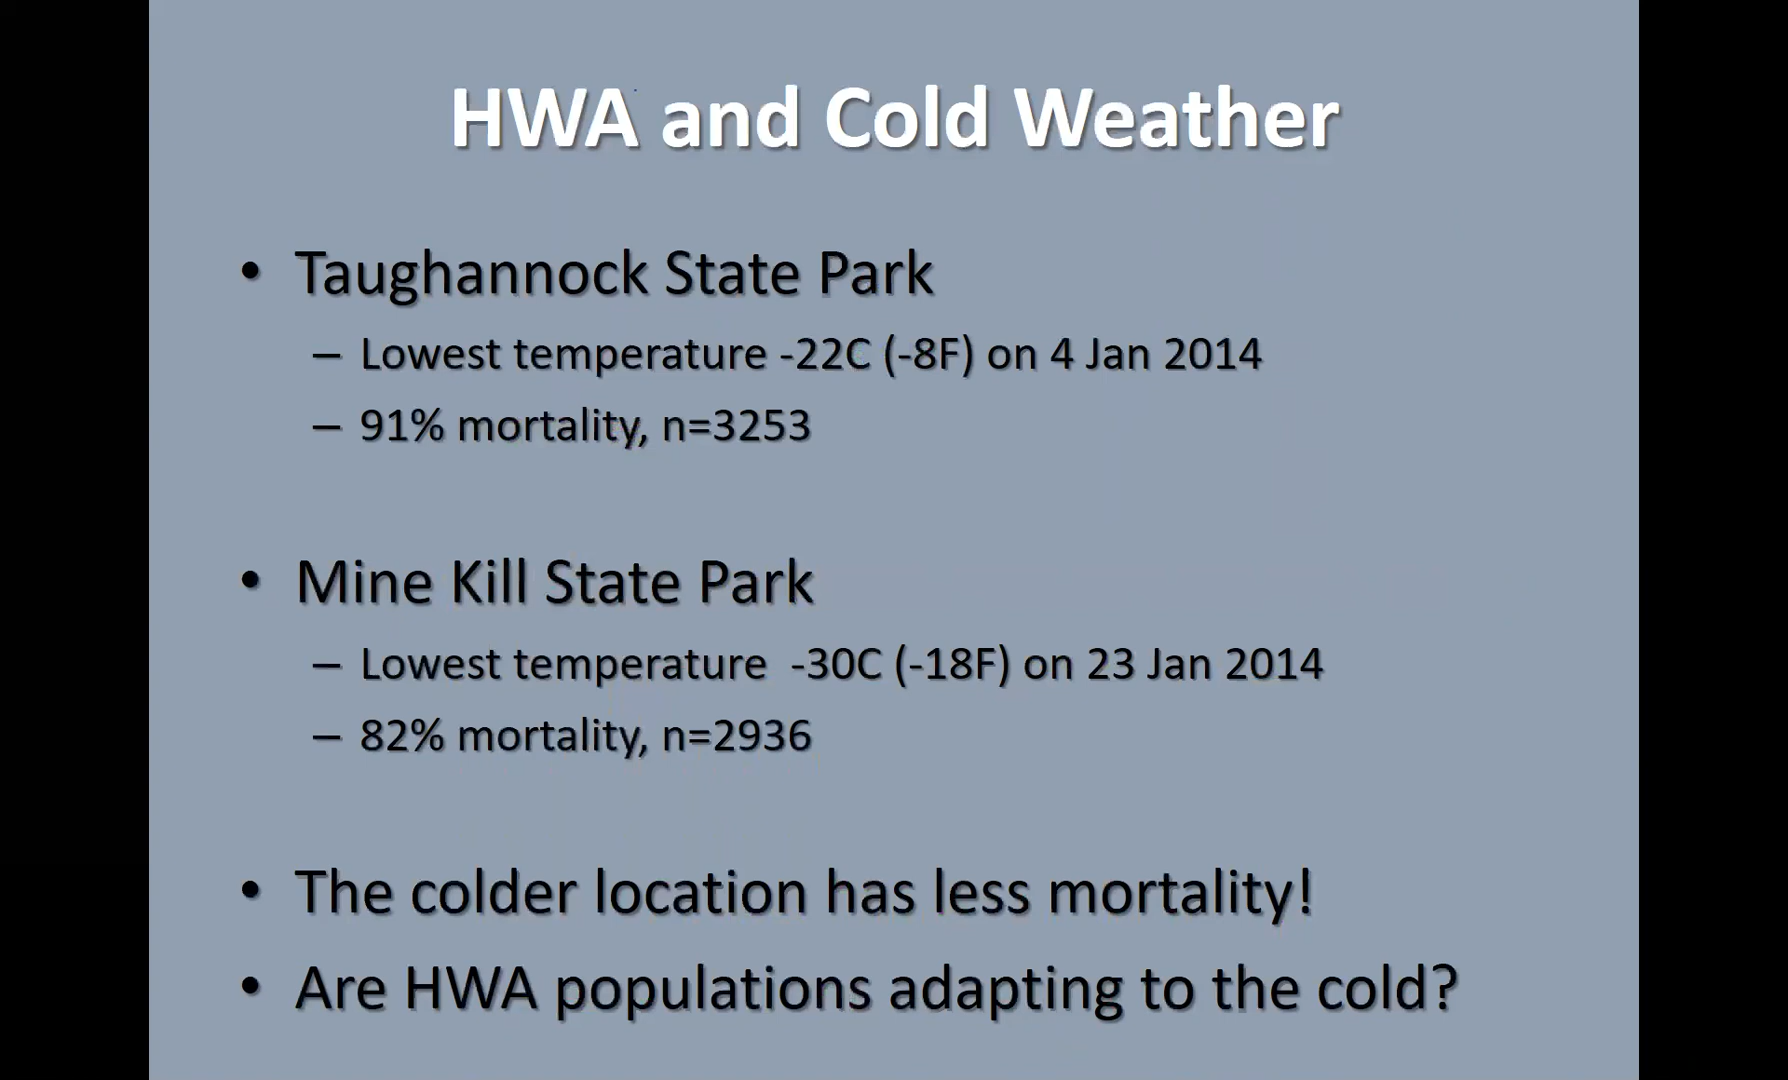 HWA and Cold Weather
• Taughannock State Park
– Lowest temperature -22C (-8F) on 4 Jan 2014
– 91% mortality, n=3253
• Mine Kill State Park
– Lowest temperature  -30C (-18F) on 23 Jan 2014
– 82% mortality, n=2936
• The colder location has less mortality!
• Are HWA populations adapting to the cold?